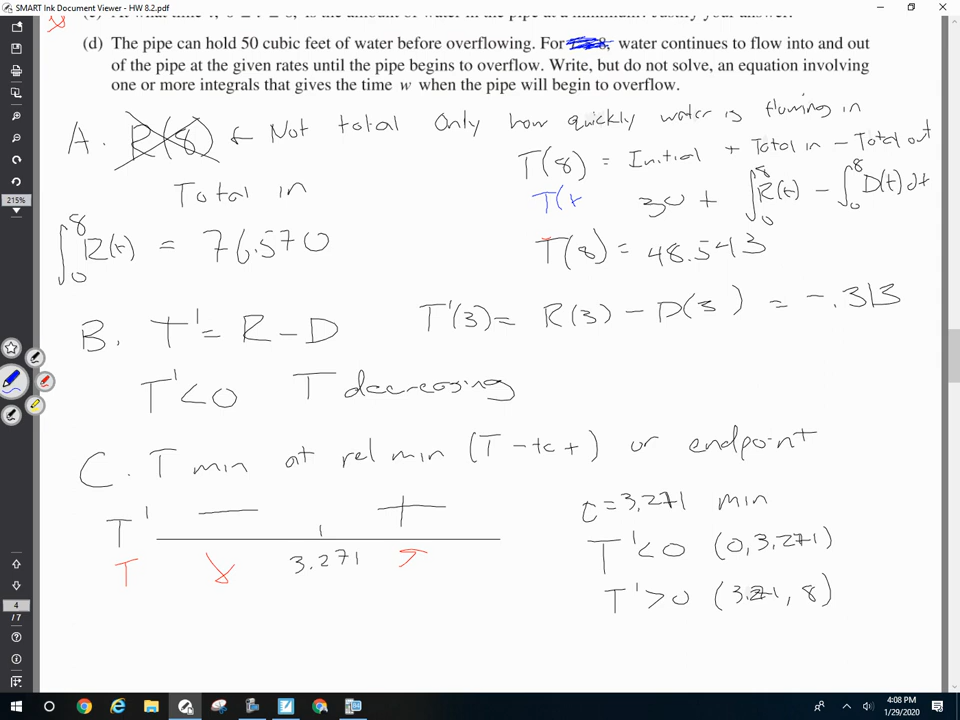 SMART Ink Document Viewer - HW 8.2.pdf
(d) The pipe can hold 50 cubic feet of water before overflowing. For t > 8, water continues to flow into and out
of the pipe at the given rates until the pipe begins to overflow. Write, but do not solve, an equation involving
one or more integrals that gives the time w when the pipe will begin to overflow.
A. R(8) ← Not total Only how quickly water is flowing in
T(8) = Initial + Total in - Total out
Total in
T(t 30 + ∫₀⁸ R(t) - ∫₀⁸ D(t) dt
∫₀⁸ R(t) = 76.570
T(8) = 48.543
B. T' = R - D
T'(3) = R(3) - D(3) = -.313
T' < 0 T decreasing
C. T min at rel min (T - to +) or endpoint
T' — +
3.271
T ↘ ↗
t = 3.271 min
T' < 0 (0, 3.271)
T' > 0 (3.271, 8)
215%
4
/ 7
4:08 PM
1/29/2020